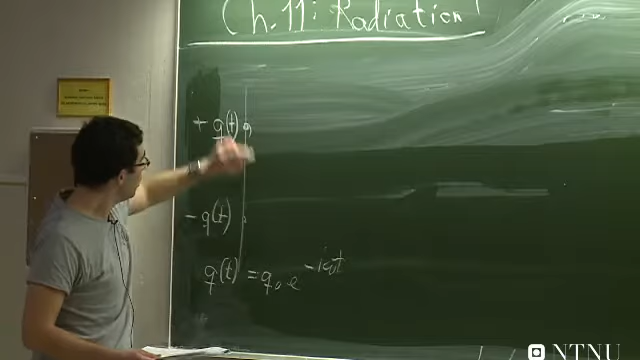 Ch.11: Radiation!
+ q(t)
- q(t)
q(t) = q₀ e^{-iωt}
NTNU